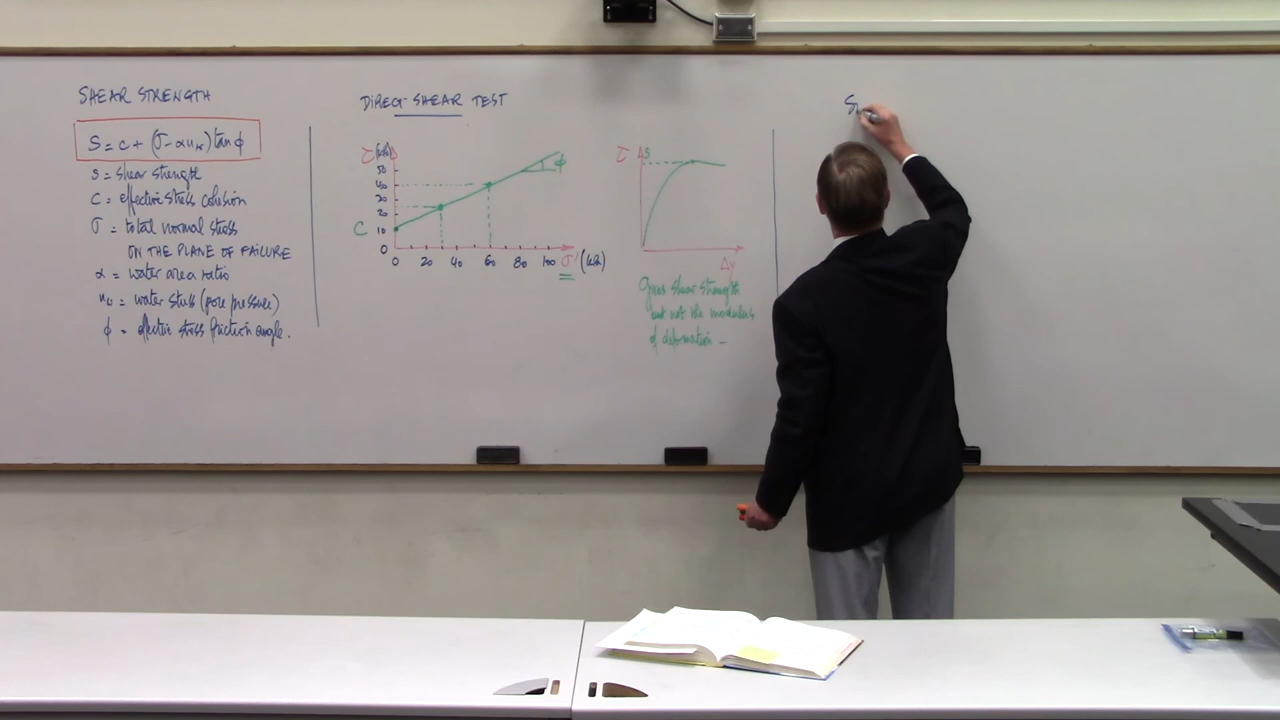 SHEAR STRENGTH
S = c + (σ - αuw) tan ϕ
s = shear strength
C = effective stress cohesion
σ = total normal stress
ON THE PLANE OF FAILURE
α = water area ratio
uw = water stress (pore pressure)
ϕ = effective stress friction angle.
DIRECT SHEAR TEST
τ (kPa)
ϕ
50
40
30
20
C 10
0
0 20 40 60 80 100 σ' (kPa)
τ S
Δy
Gives shear strength
but not the modulus
of deformation -
S